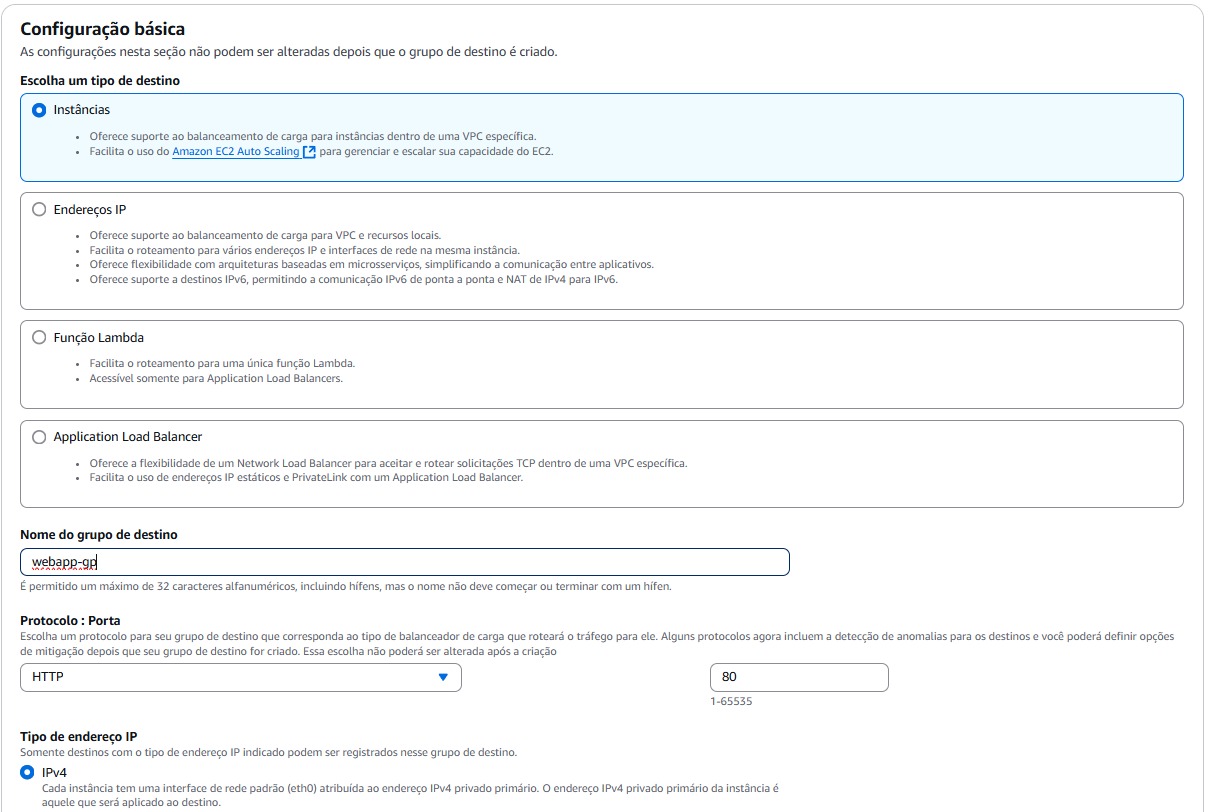 Configuração básica
As configurações nesta seção não podem ser alteradas depois que o grupo de destino é criado.
Escolha um tipo de destino
Instâncias
• Oferece suporte ao balanceamento de carga para instâncias dentro de uma VPC específica.
• Facilita o uso do Amazon EC2 Auto Scaling para gerenciar e escalar sua capacidade do EC2.
Endereços IP
• Oferece suporte ao balanceamento de carga para VPC e recursos locais.
• Facilita o roteamento para vários endereços IP e interfaces de rede na mesma instância.
• Oferece flexibilidade com arquiteturas baseadas em microsserviços, simplificando a comunicação entre aplicativos.
• Oferece suporte a destinos IPv6, permitindo a comunicação IPv6 de ponta a ponta e NAT de IPv4 para IPv6.
Função Lambda
• Facilita o roteamento para uma única função Lambda.
• Acessível somente para Application Load Balancers.
Application Load Balancer
• Oferece a flexibilidade de um Network Load Balancer para aceitar e rotear solicitações TCP dentro de uma VPC específica.
• Facilita o uso de endereços IP estáticos e PrivateLink com um Application Load Balancer.
Nome do grupo de destino
webapp-gp
É permitido um máximo de 32 caracteres alfanuméricos, incluindo hífens, mas o nome não deve começar ou terminar com um hífen.
Protocolo : Porta
Escolha um protocolo para seu grupo de destino que corresponda ao tipo de balanceador de carga que roteará o tráfego para ele. Alguns protocolos agora incluem a detecção de anomalias para os destinos e você poderá definir opções
de mitigação depois que seu grupo de destino for criado. Essa escolha não poderá ser alterada após a criação
HTTP
80
1-65535
Tipo de endereço IP
Somente destinos com o tipo de endereço IP indicado podem ser registrados nesse grupo de destino.
IPv4
Cada instância tem uma interface de rede padrão (eth0) atribuída ao endereço IPv4 privado primário. O endereço IPv4 privado primário da instância é
aquele que será aplicado ao destino.